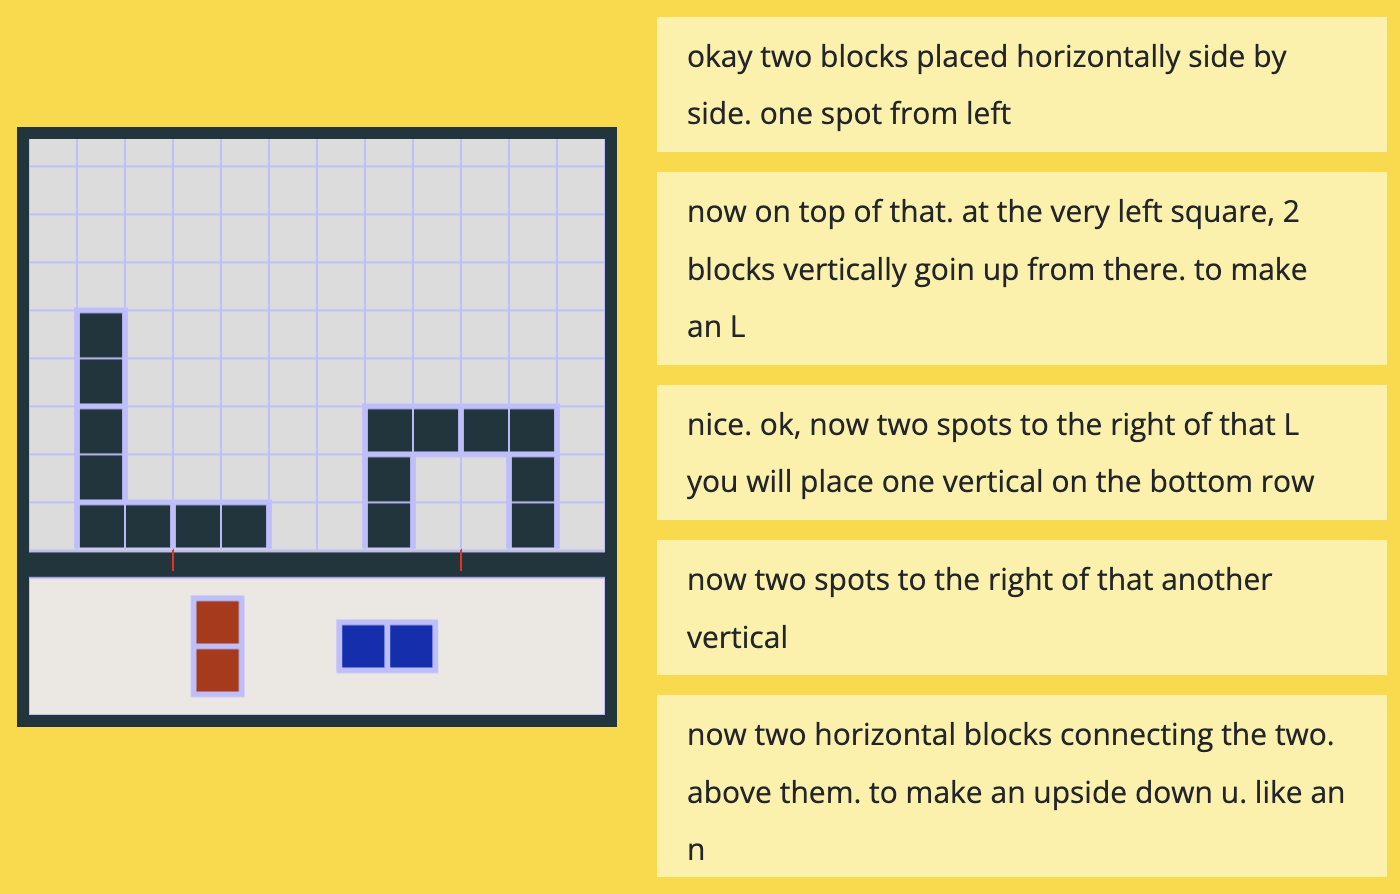 okay two blocks placed horizontally side by
side. one spot from left
now on top of that. at the very left square, 2
blocks vertically goin up from there. to make
an L
nice. ok, now two spots to the right of that L
you will place one vertical on the bottom row
now two spots to the right of that another
vertical
now two horizontal blocks connecting the two.
above them. to make an upside down u. like an
n